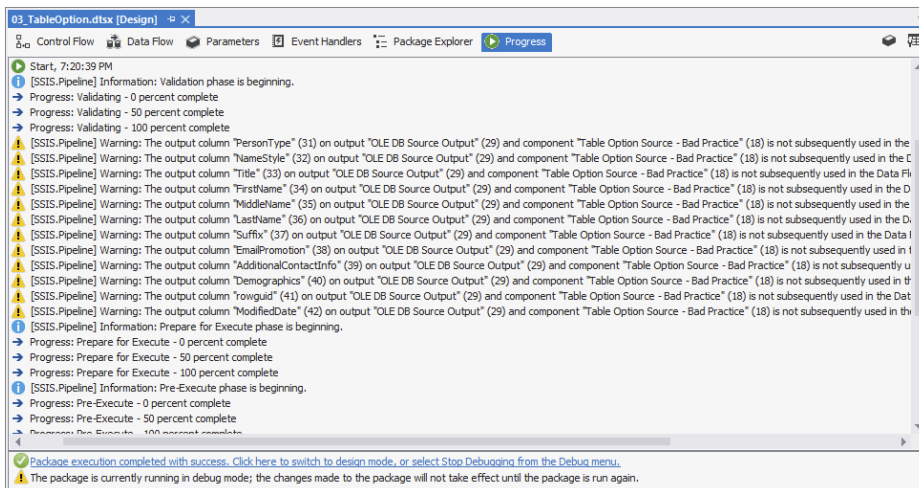 03_TableOption.dtsx [Design]
Control Flow Data Flow Parameters Event Handlers Package Explorer Progress
Start, 7:20:39 PM
[SSIS.Pipeline] Information: Validation phase is beginning.
Progress: Validating - 0 percent complete
Progress: Validating - 50 percent complete
Progress: Validating - 100 percent complete
[SSIS.Pipeline] Warning: The output column "PersonType" (31) on output "OLE DB Source Output" (29) and component "Table Option Source - Bad Practice" (18) is not subsequently used in the
[SSIS.Pipeline] Warning: The output column "NameStyle" (32) on output "OLE DB Source Output" (29) and component "Table Option Source - Bad Practice" (18) is not subsequently used in the D
[SSIS.Pipeline] Warning: The output column "Title" (33) on output "OLE DB Source Output" (29) and component "Table Option Source - Bad Practice" (18) is not subsequently used in the Data Fl
[SSIS.Pipeline] Warning: The output column "FirstName" (34) on output "OLE DB Source Output" (29) and component "Table Option Source - Bad Practice" (18) is not subsequently used in the D
[SSIS.Pipeline] Warning: The output column "MiddleName" (35) on output "OLE DB Source Output" (29) and component "Table Option Source - Bad Practice" (18) is not subsequently used in the
[SSIS.Pipeline] Warning: The output column "LastName" (36) on output "OLE DB Source Output" (29) and component "Table Option Source - Bad Practice" (18) is not subsequently used in the Da
[SSIS.Pipeline] Warning: The output column "Suffix" (37) on output "OLE DB Source Output" (29) and component "Table Option Source - Bad Practice" (18) is not subsequently used in the Data
[SSIS.Pipeline] Warning: The output column "EmailPromotion" (38) on output "OLE DB Source Output" (29) and component "Table Option Source - Bad Practice" (18) is not subsequently used in
[SSIS.Pipeline] Warning: The output column "AdditionalContactInfo" (39) on output "OLE DB Source Output" (29) and component "Table Option Source - Bad Practice" (18) is not subsequently u
[SSIS.Pipeline] Warning: The output column "Demographics" (40) on output "OLE DB Source Output" (29) and component "Table Option Source - Bad Practice" (18) is not subsequently used in th
[SSIS.Pipeline] Warning: The output column "rowguid" (41) on output "OLE DB Source Output" (29) and component "Table Option Source - Bad Practice" (18) is not subsequently used in the Dat
[SSIS.Pipeline] Warning: The output column "ModifiedDate" (42) on output "OLE DB Source Output" (29) and component "Table Option Source - Bad Practice" (18) is not subsequently used in the
[SSIS.Pipeline] Information: Prepare for Execute phase is beginning.
Progress: Prepare for Execute - 0 percent complete
Progress: Prepare for Execute - 50 percent complete
Progress: Prepare for Execute - 100 percent complete
[SSIS.Pipeline] Information: Pre-Execute phase is beginning.
Progress: Pre-Execute - 0 percent complete
Progress: Pre-Execute - 50 percent complete
Progress: Pre-Execute - 100 percent complete
Package execution completed with success. Click here to switch to design mode, or select Stop Debugging from the Debug menu.
The package is currently running in debug mode; the changes made to the package will not take effect until the package is run again.